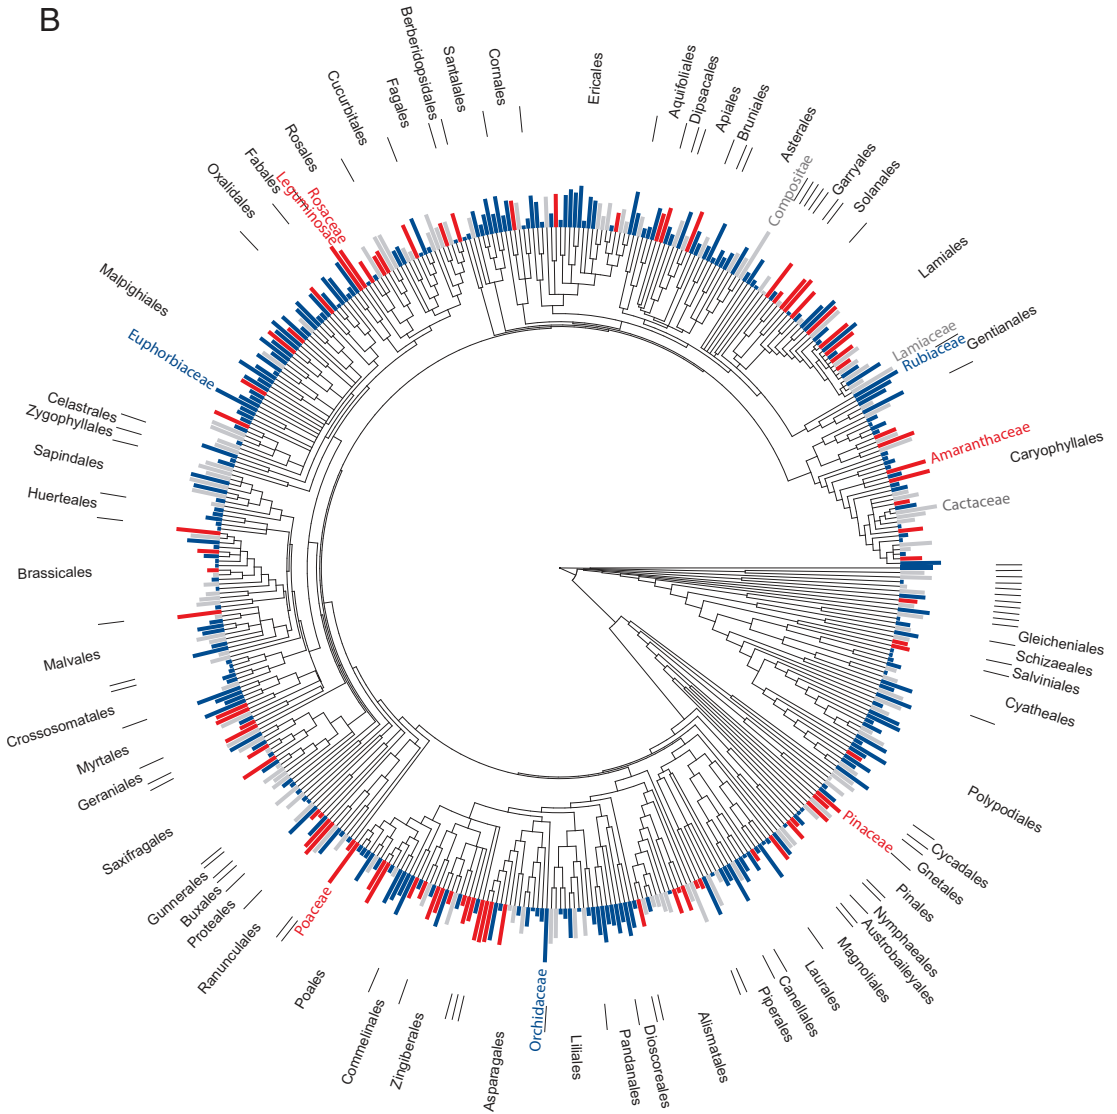 B
Berberidopsidales
Santalales
Cornales
Ericales
Aquifoliales
Dipsacales
Apiales
Bruniales
Asterales
Compositae
Garryales
Solanales
Lamiales
Lamiaceae
Rubiaceae
Gentianales
Amaranthaceae
Caryophyllales
Cactaceae
Gleicheniales
Schizaeales
Salviniales
Cyatheales
Polypodiales
Pinaceae
Cycadales
Gnetales
Pinales
Nymphaeales
Austrobaileyales
Magnoliales
Laurales
Canellales
Piperales
Alismatales
Dioscoreales
Pandanales
Liliales
Orchidaceae
Asparagales
Zingiberales
Commelinales
Poales
Poaceae
Ranunculales
Proteales
Buxales
Gunnerales
Saxifragales
Geraniales
Myrtales
Crossosomatales
Malvales
Brassicales
Huerteales
Sapindales
Zygophyllales
Celastrales
Euphorbiaceae
Malpighiales
Oxalidales
Fabales
Leguminosae
Rosaceae
Rosales
Cucurbitales
Fagales